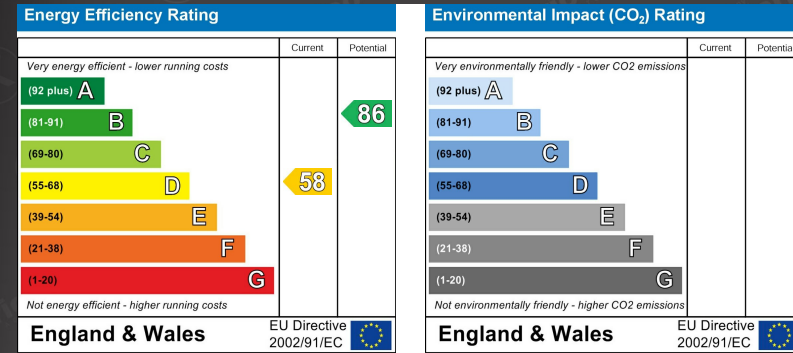 Energy Efficiency Rating
Current Potential
Very energy efficient - lower running costs
(92 plus) A
(81-91) B
86
(69-80) C
(55-68) D
58
(39-54) E
(21-38) F
(1-20) G
Not energy efficient - higher running costs
England & Wales
EU Directive
2002/91/EC
Environmental Impact (CO₂) Rating
Current Potential
Very environmentally friendly - lower CO2 emissions
(92 plus) A
(81-91) B
(69-80) C
(55-68) D
(39-54) E
(21-38) F
(1-20) G
Not environmentally friendly - higher CO2 emissions
England & Wales
EU Directive
2002/91/EC